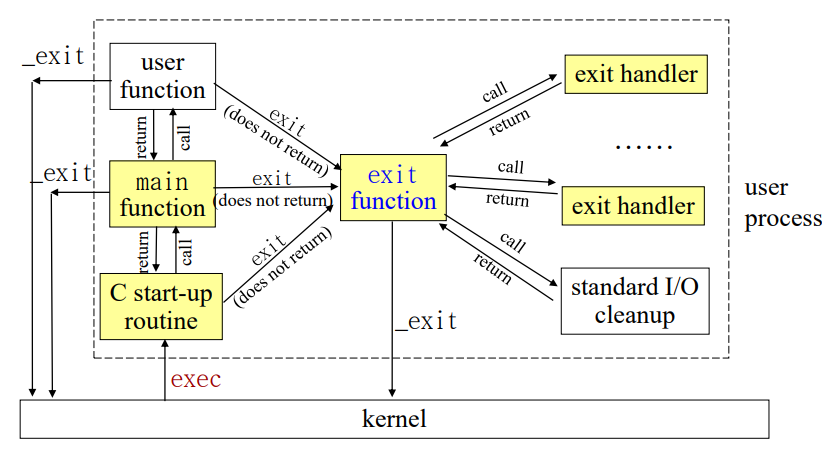 _exit
user
function
exit
(does not return)
call
return
exit handler
return
call
……
_exit
main
function
exit
(does not return)
exit
function
call
return
exit handler
user
process
return
call
exit
(does not return)
call
return
C start-up
routine
standard I/O
cleanup
_exit
exec
kernel